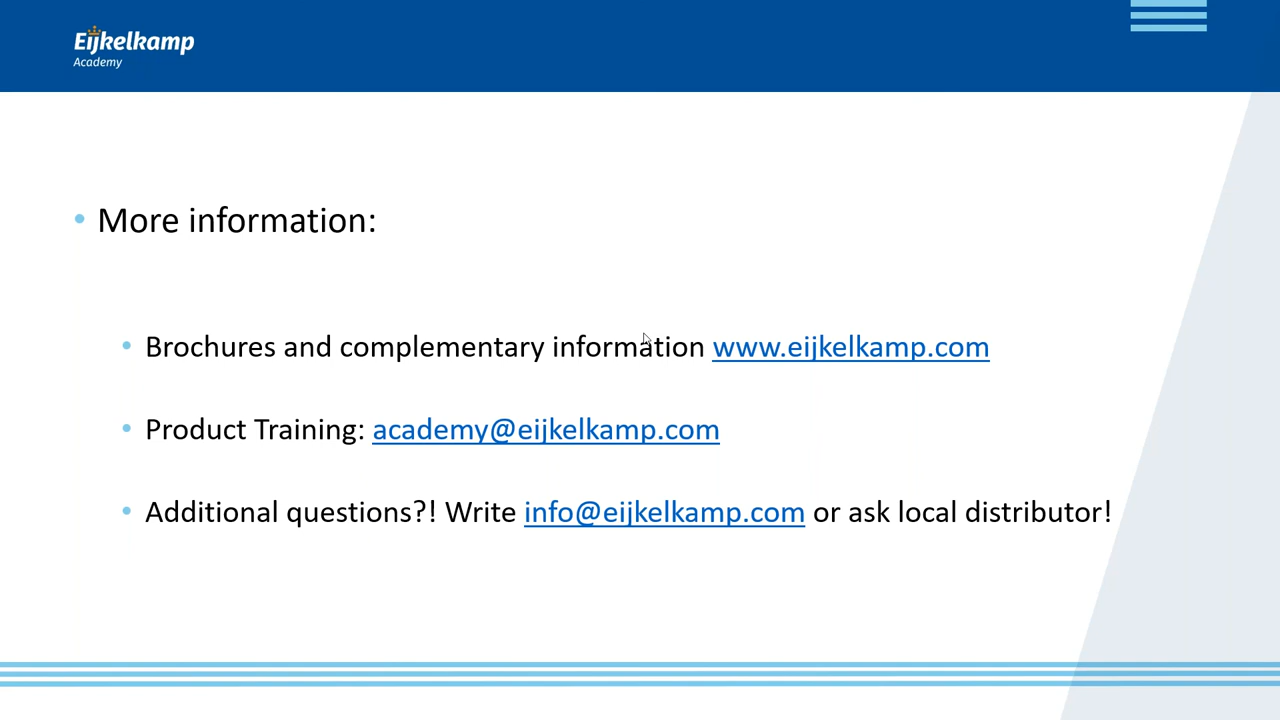 Eijkelkamp
Academy
• More information:
• Brochures and complementary information www.eijkelkamp.com
• Product Training: academy@eijkelkamp.com
• Additional questions?! Write info@eijkelkamp.com or ask local distributor!